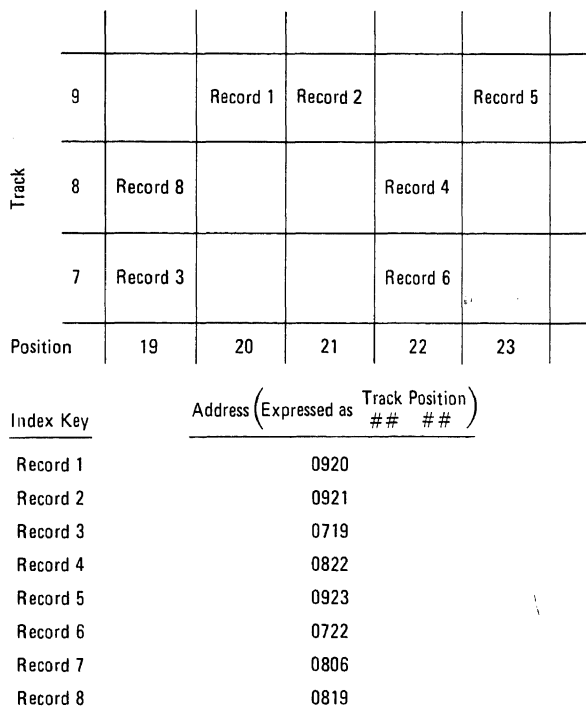 9 Record 1 Record 2 Record 5
Track
8 Record 8 Record 4
7 Record 3 Record 6
Position 19 20 21 22 23
Index Key Address (Expressed as Track Position ## ##)
Record 1 0920
Record 2 0921
Record 3 0719
Record 4 0822
Record 5 0923
Record 6 0722
Record 7 0806
Record 8 0819